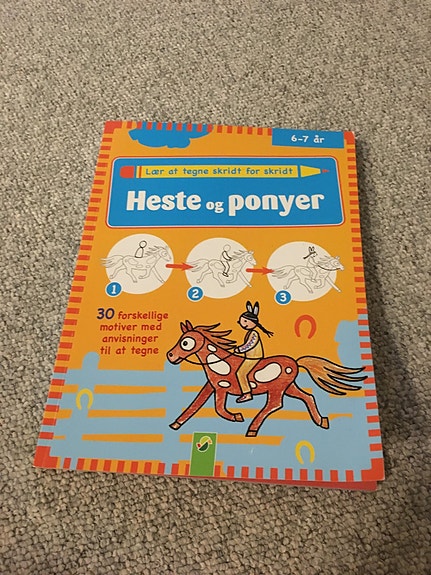 6-7 år
Lær at tegne skridt for skridt
Heste og ponyer
1 2 3
30 forskellige
motiver med
anvisninger
til at tegne